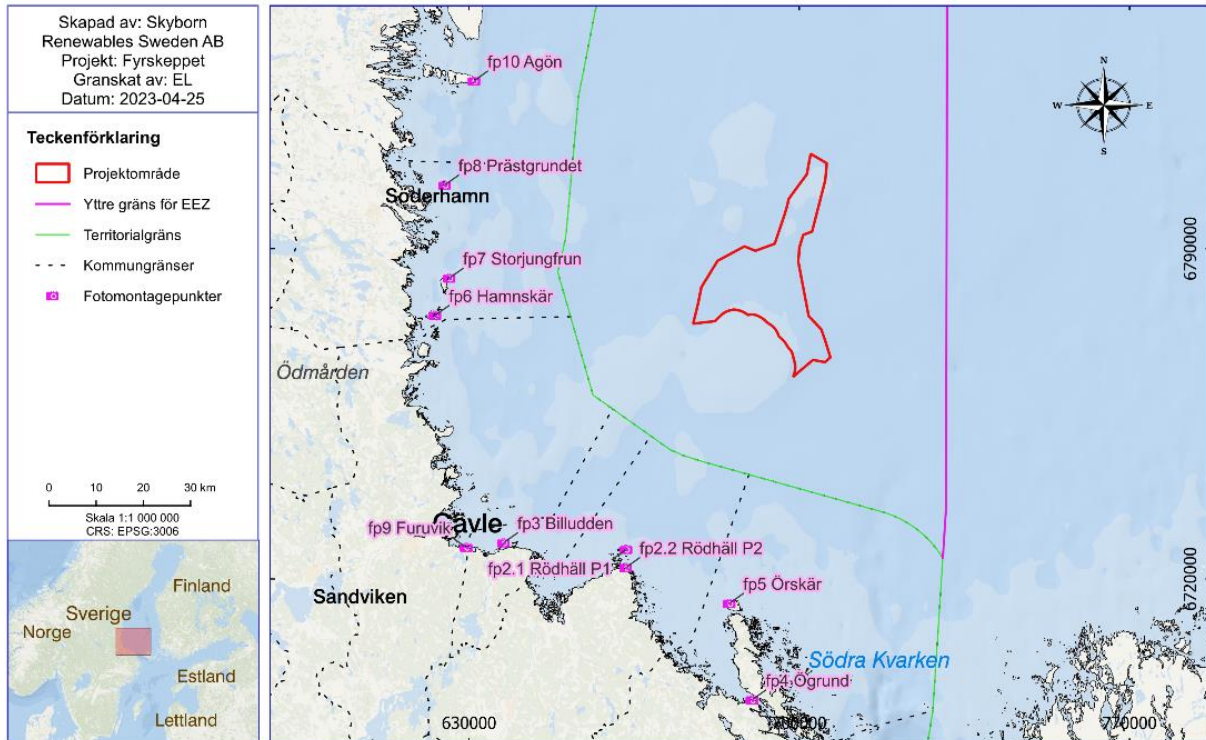 Skapad av: Skyborn
Renewables Sweden AB
Projekt: Fyrskeppet
Granskat av: EL
Datum: 2023-04-25
Teckenförklaring
Projektområde
Yttre gräns för EEZ
Territorialgräns
Kommungränser
Fotomontagepunkter
0 10 20 30 km
Skala 1:1 000 000
CRS: EPSG:3006
Finland
Sverige
Norge
Estland
Lettland
N
W E
S
fp10 Agön
fp8 Prästgrundet
Söderhamn
6790000
fp7 Storjungfrun
fp6 Hamnskär
Ödmården
Gävle
fp9 Furuvik
fp3 Billudden
fp2.2 Rödhäll P2
fp2.1 Rödhäll P1
6720000
fp5 Örskär
Sandviken
Södra Kvarken
fp4 Ögrund
630000 700000 770000